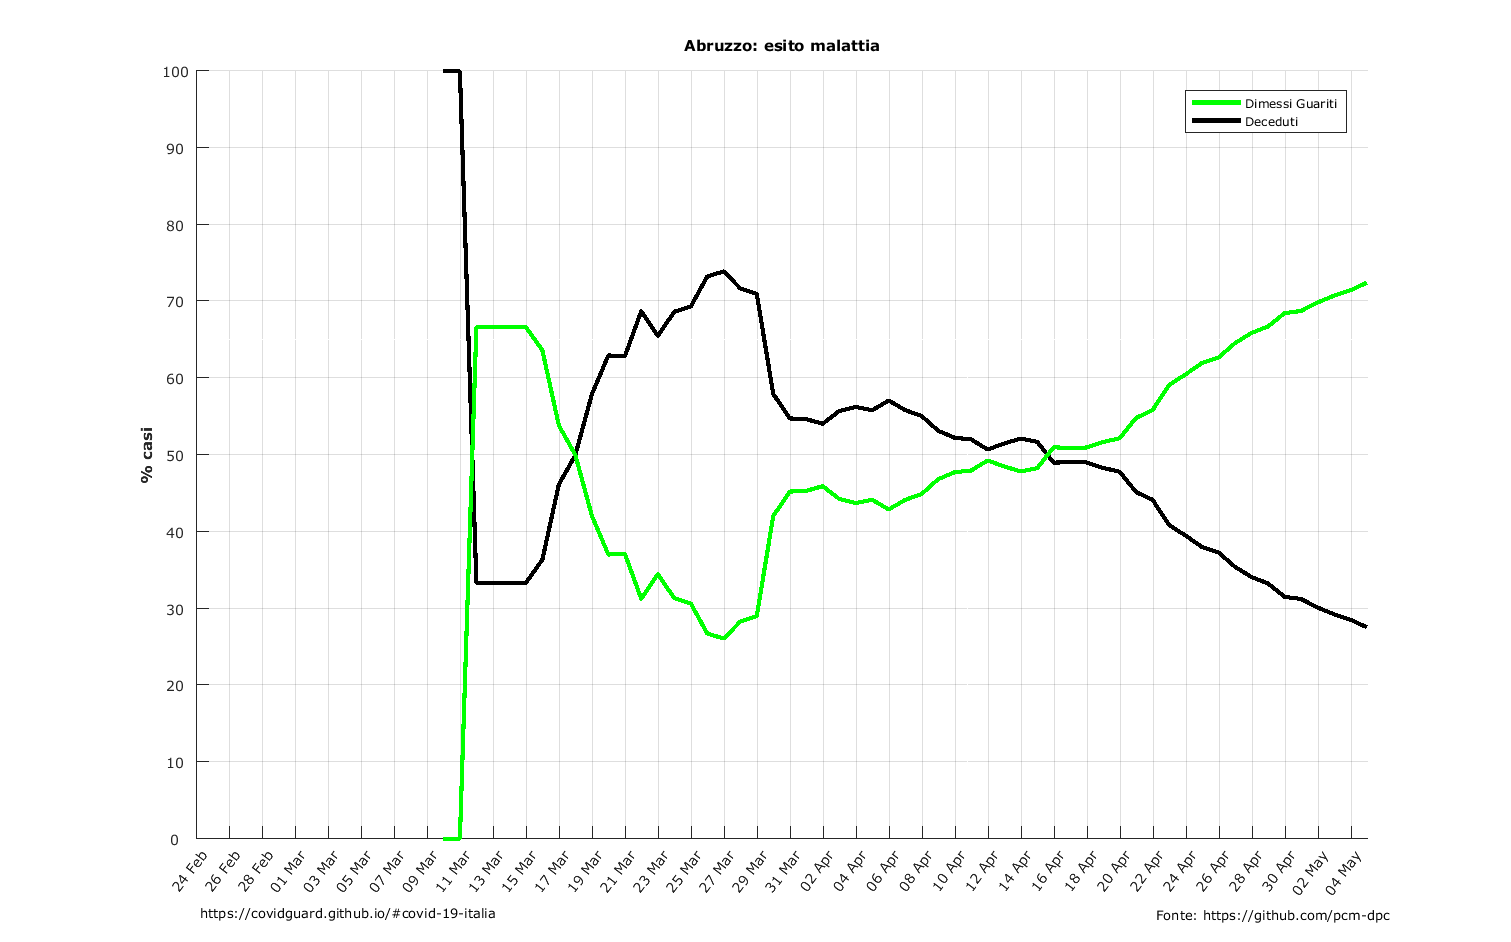 Abruzzo: esito malattia
100
90
80
70
60
50
40
30
20
10
0
% casi
Dimessi Guariti
Deceduti
24 Feb
26 Feb
28 Feb
01 Mar
03 Mar
05 Mar
07 Mar
09 Mar
11 Mar
13 Mar
15 Mar
17 Mar
19 Mar
21 Mar
23 Mar
25 Mar
27 Mar
29 Mar
31 Mar
02 Apr
04 Apr
06 Apr
08 Apr
10 Apr
12 Apr
14 Apr
16 Apr
18 Apr
20 Apr
22 Apr
24 Apr
26 Apr
28 Apr
30 Apr
02 May
04 May
https://covidguard.github.io/#covid-19-italia
Fonte: https://github.com/pcm-dpc